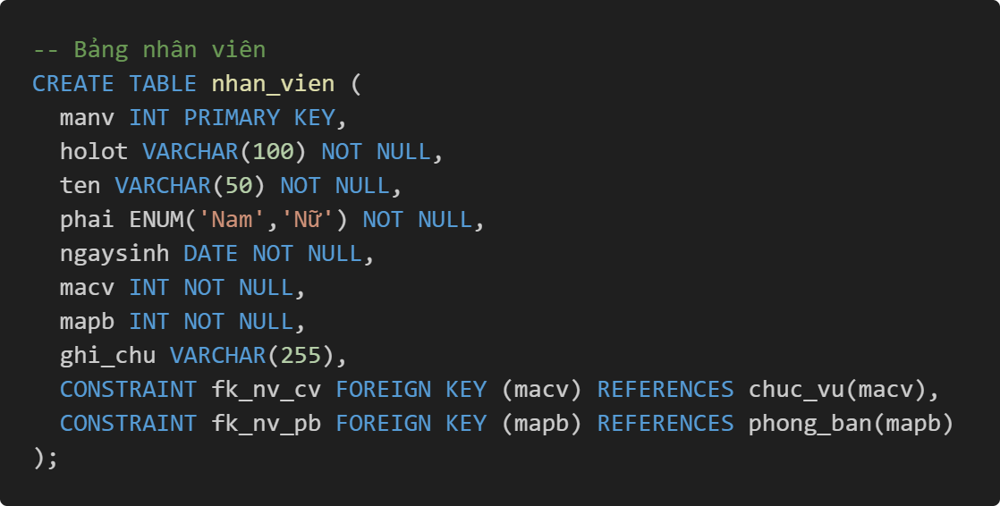 -- Bảng nhân viên
CREATE TABLE nhan_vien (
  manv INT PRIMARY KEY,
  holot VARCHAR(100) NOT NULL,
  ten VARCHAR(50) NOT NULL,
  phai ENUM('Nam','Nữ') NOT NULL,
  ngaysinh DATE NOT NULL,
  macv INT NOT NULL,
  mapb INT NOT NULL,
  ghi_chu VARCHAR(255),
  CONSTRAINT fk_nv_cv FOREIGN KEY (macv) REFERENCES chuc_vu(macv),
  CONSTRAINT fk_nv_pb FOREIGN KEY (mapb) REFERENCES phong_ban(mapb)
);